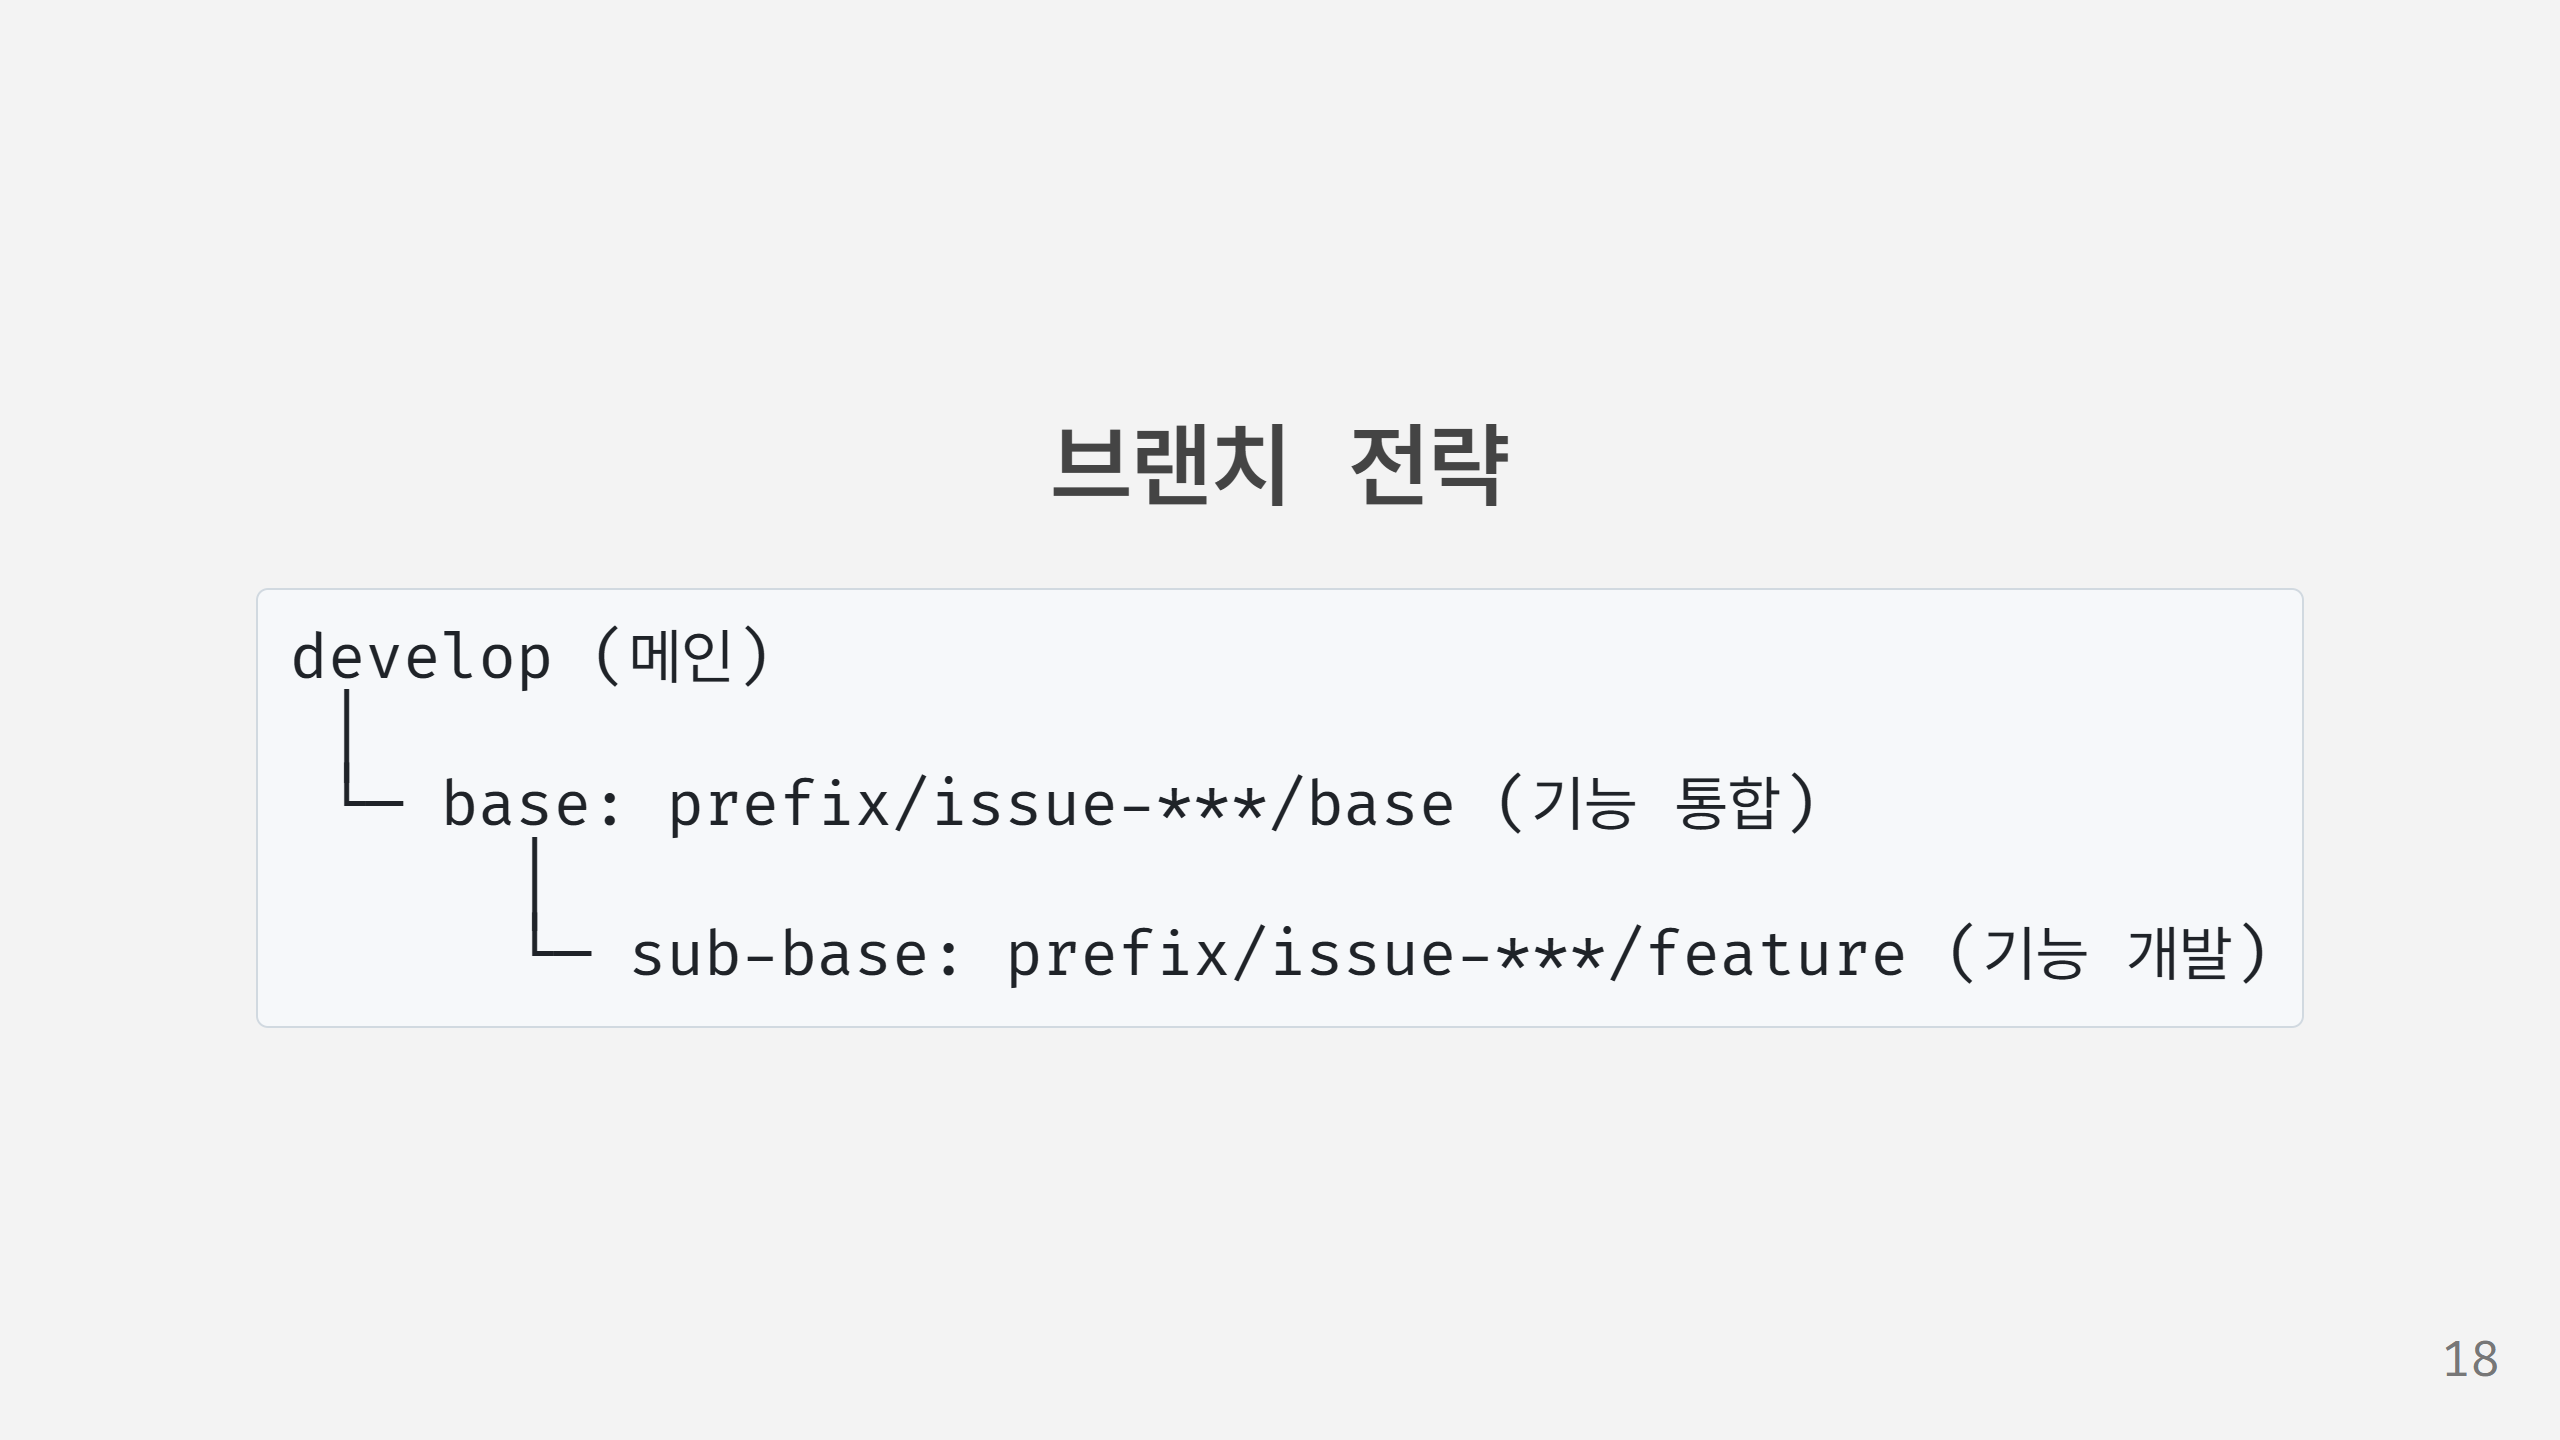 브랜치 전략
develop (메인)
└─ base: prefix/issue-***/base (기능 통합)
└─ sub-base: prefix/issue-***/feature (기능 개발)
18